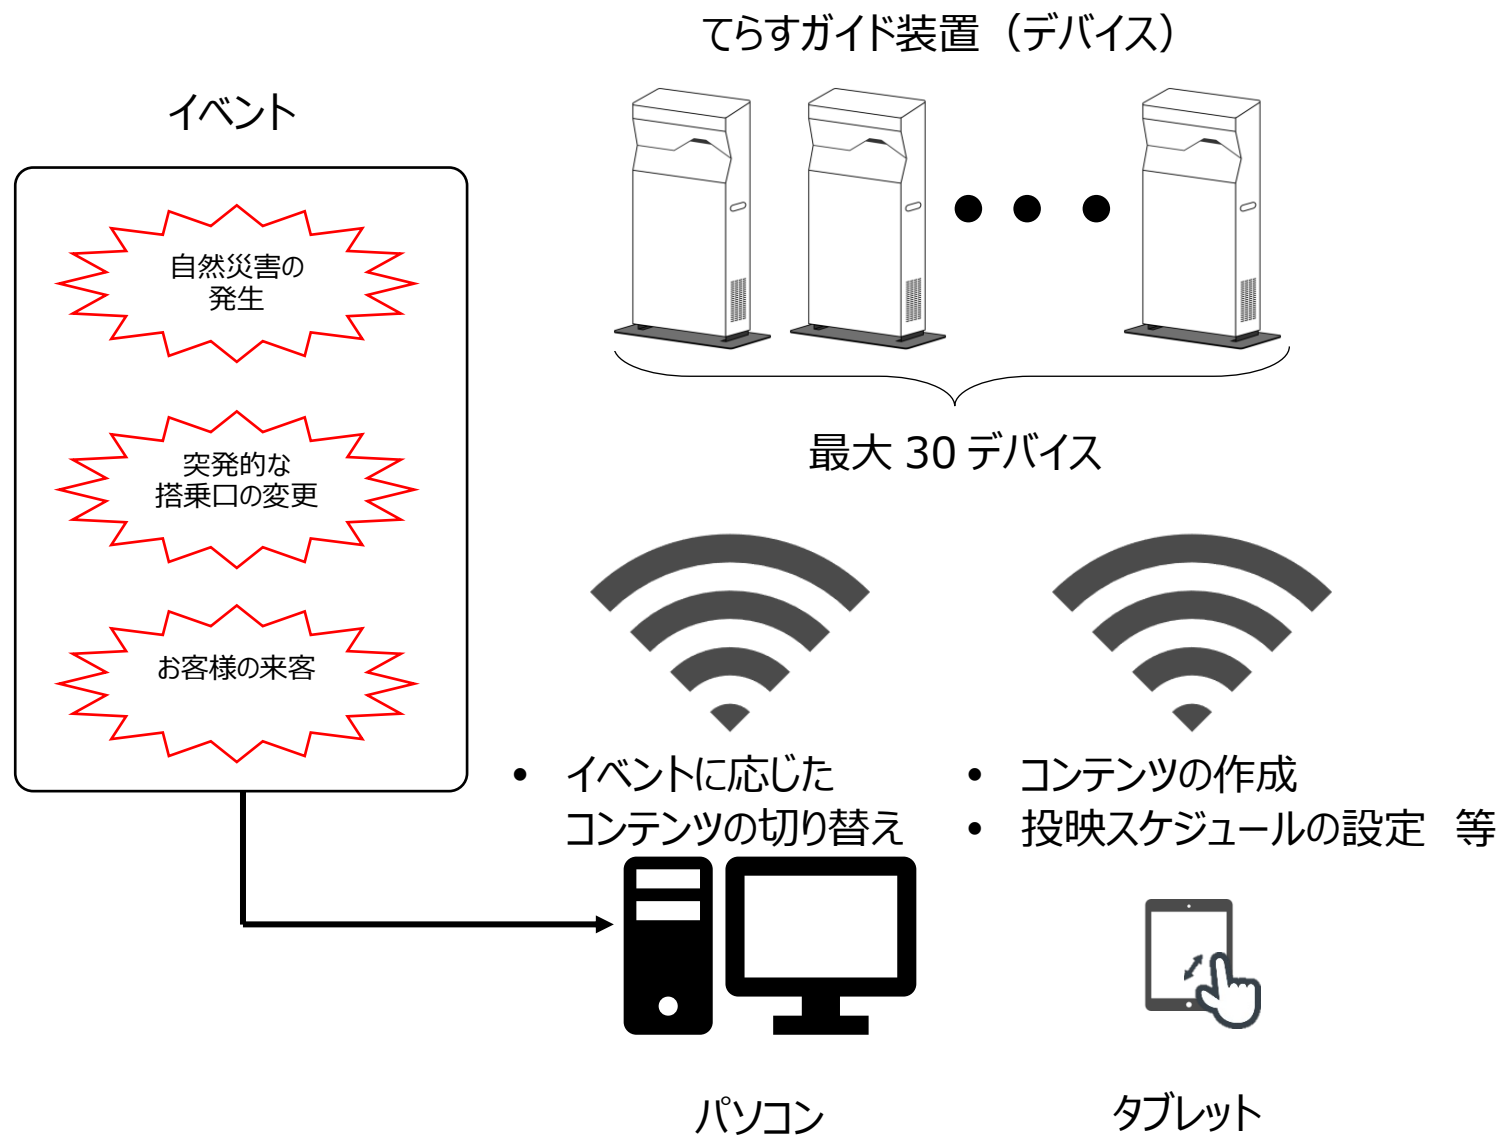 てらすガイド装置（デバイス）
イベント
自然災害の
発生
突発的な
搭乗口の変更
お客様の来客
最大 30 デバイス
• イベントに応じた
コンテンツの切り替え
• コンテンツの作成
• 投映スケジュールの設定　等
パソコン
タブレット